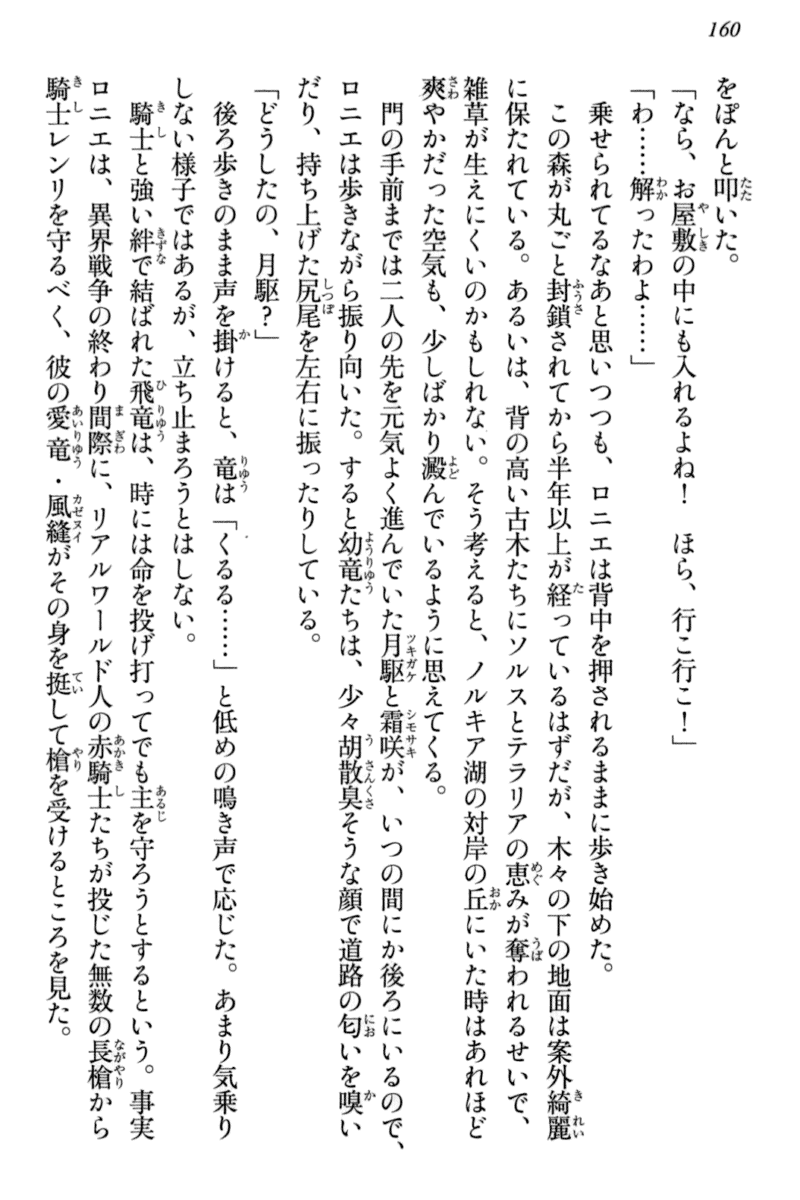 160
をぽんと叩いた。
「なら、お屋敷の中にも入れるよね！　ほら、行こ行こ！」
「わ……解ったわよ……」
　乗せられてるなあと思いつつも、ロニエは背中を押されるままに歩き始めた。
　この森が丸ごと封鎖されてから半年以上が経っているはずだが、木々の下の地面は案外綺麗
に保たれている。あるいは、背の高い古木たちにソルスとテラリアの恵みが奪われるせいで、
雑草が生えにくいのかもしれない。そう考えると、ノルキア湖の対岸の丘にいた時はあれほど
爽やかだった空気も、少しばかり澱んでいるように思えてくる。
　門の手前までは二人の先を元気よく進んでいた月駆と霜咲が、いつの間にか後ろにいるので、
ロニエは歩きながら振り向いた。すると幼竜たちは、少々胡散臭そうな顔で道路の匂いを嗅い
だり、持ち上げた尻尾を左右に振ったりしている。
「どうしたの、月駆？」
　後ろ歩きのまま声を掛けると、竜は「くるる……」と低めの鳴き声で応じた。あまり気乗り
しない様子ではあるが、立ち止まろうとはしない。
　騎士と強い絆で結ばれた飛竜は、時には命を投げ打ってでも主を守ろうとするという。事実
ロニエは、異界戦争の終わり間際に、リアルワールド人の赤騎士たちが投じた無数の長槍から
騎士レンリを守るべく、彼の愛竜・風縫がその身を挺して槍を受けるところを見た。